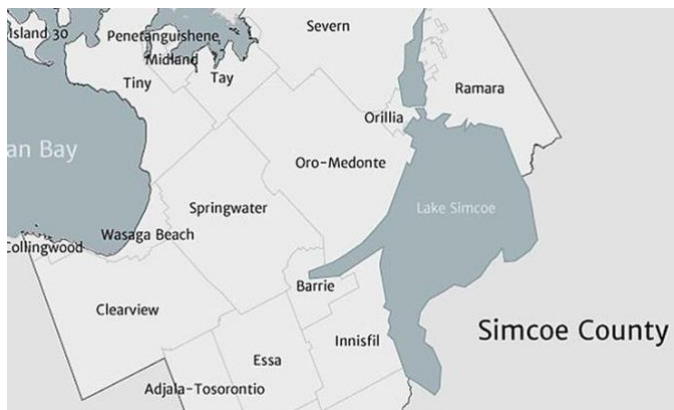 Severn
Island 30
Penetanguishene
Midland
Tiny
Tay
Ramara
Orillia
an Bay
Oro-Medonte
Springwater
Lake Simcoe
Wasaga Beach
Collingwood
Barrie
Clearview
Simcoe County
Innisfil
Essa
Adjala-Tosorontio